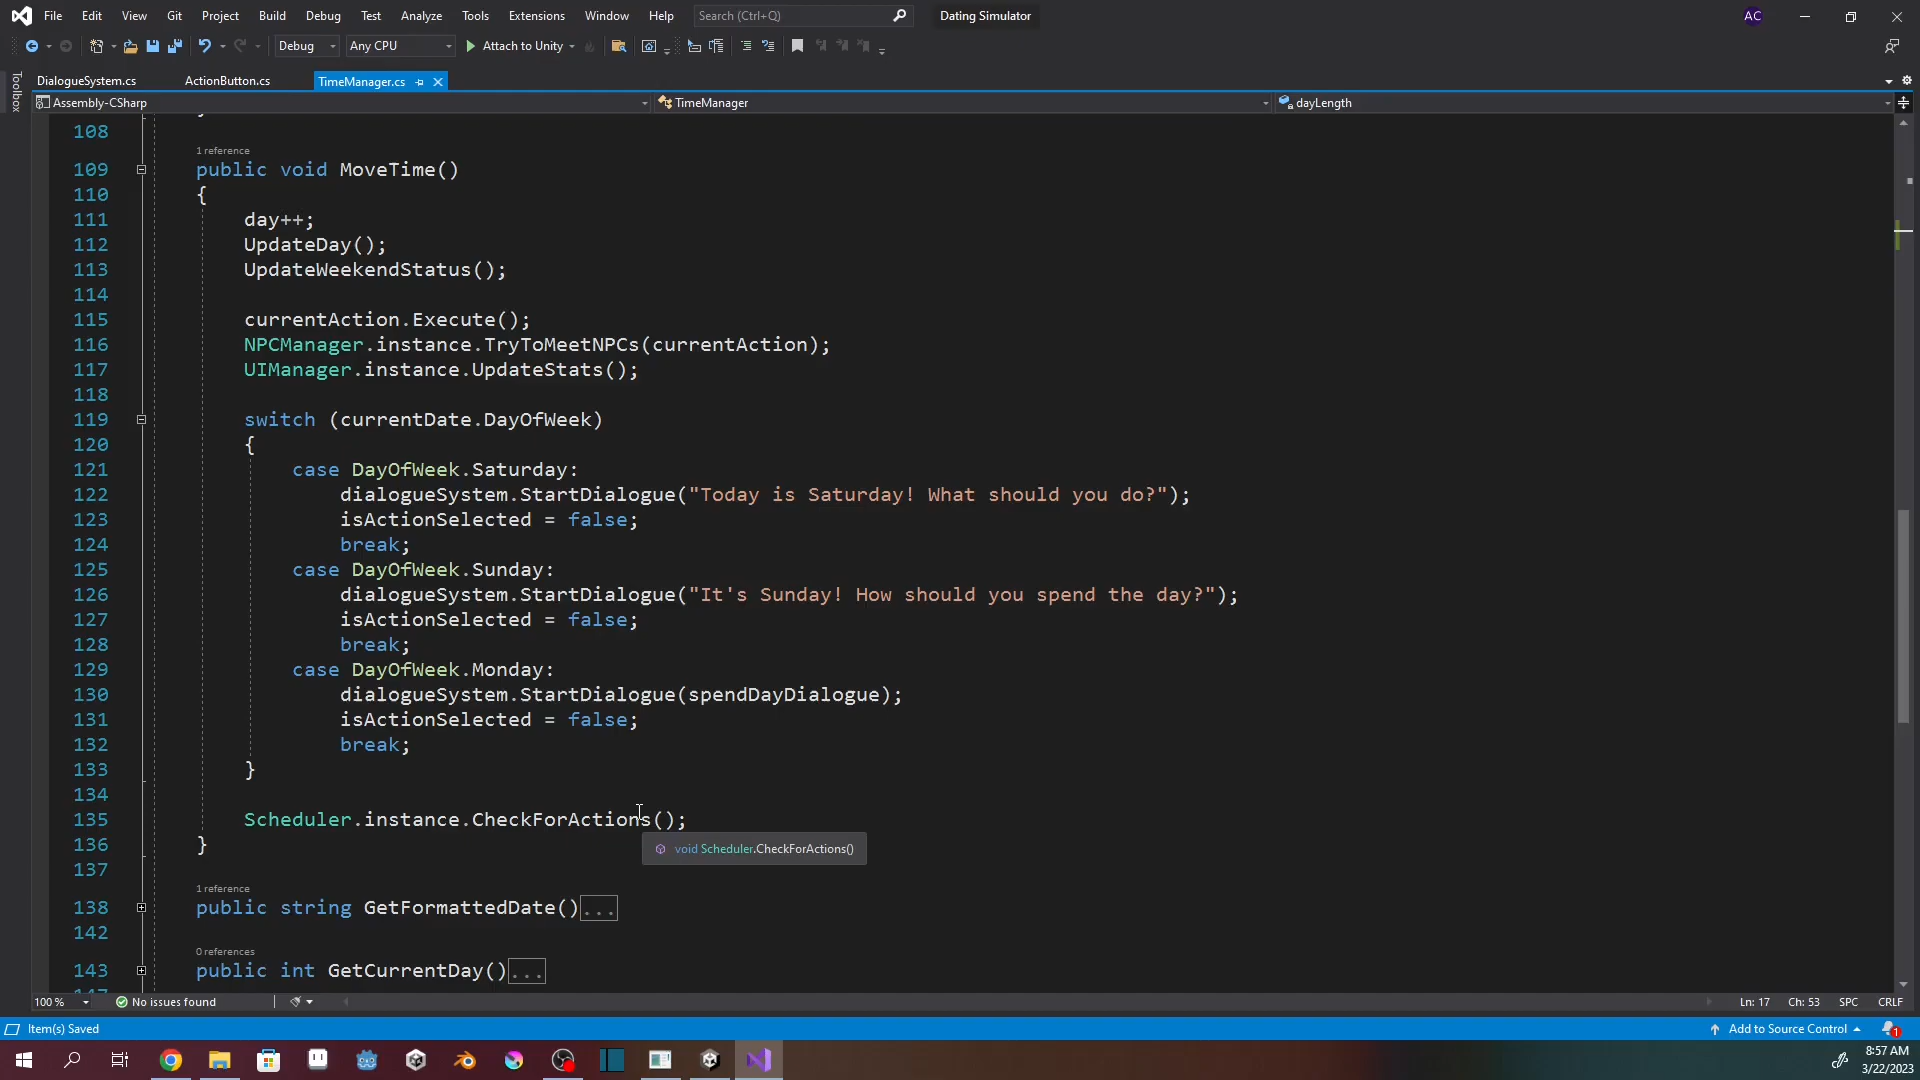 File Edit View Git Project Build Debug Test Analyze Tools Extensions Window Help Search (Ctrl+Q) Dating Simulator AC
Debug Any CPU Attach to Unity
Toolbox
DialogueSystem.cs ActionButton.cs TimeManager.cs
Assembly-CSharp TimeManager dayLength
108
1 reference
109 public void MoveTime()
110 {
111 day++;
112 UpdateDay();
113 UpdateWeekendStatus();
114
115 currentAction.Execute();
116 NPCManager.instance.TryToMeetNPCs(currentAction);
117 UIManager.instance.UpdateStats();
118
119 switch (currentDate.DayOfWeek)
120 {
121 case DayOfWeek.Saturday:
122 dialogueSystem.StartDialogue("Today is Saturday! What should you do?");
123 isActionSelected = false;
124 break;
125 case DayOfWeek.Sunday:
126 dialogueSystem.StartDialogue("It's Sunday! How should you spend the day?");
127 isActionSelected = false;
128 break;
129 case DayOfWeek.Monday:
130 dialogueSystem.StartDialogue(spendDayDialogue);
131 isActionSelected = false;
132 break;
133 }
134
135 Scheduler.instance.CheckForActions();
136 }
void Scheduler.CheckForActions()
137
1 reference
138 public string GetFormattedDate()...
142
0 references
143 public int GetCurrentDay()...
100 % No issues found Ln: 17 Ch: 53 SPC CRLF
Item(s) Saved Add to Source Control 1
8:57 AM
3/22/2023